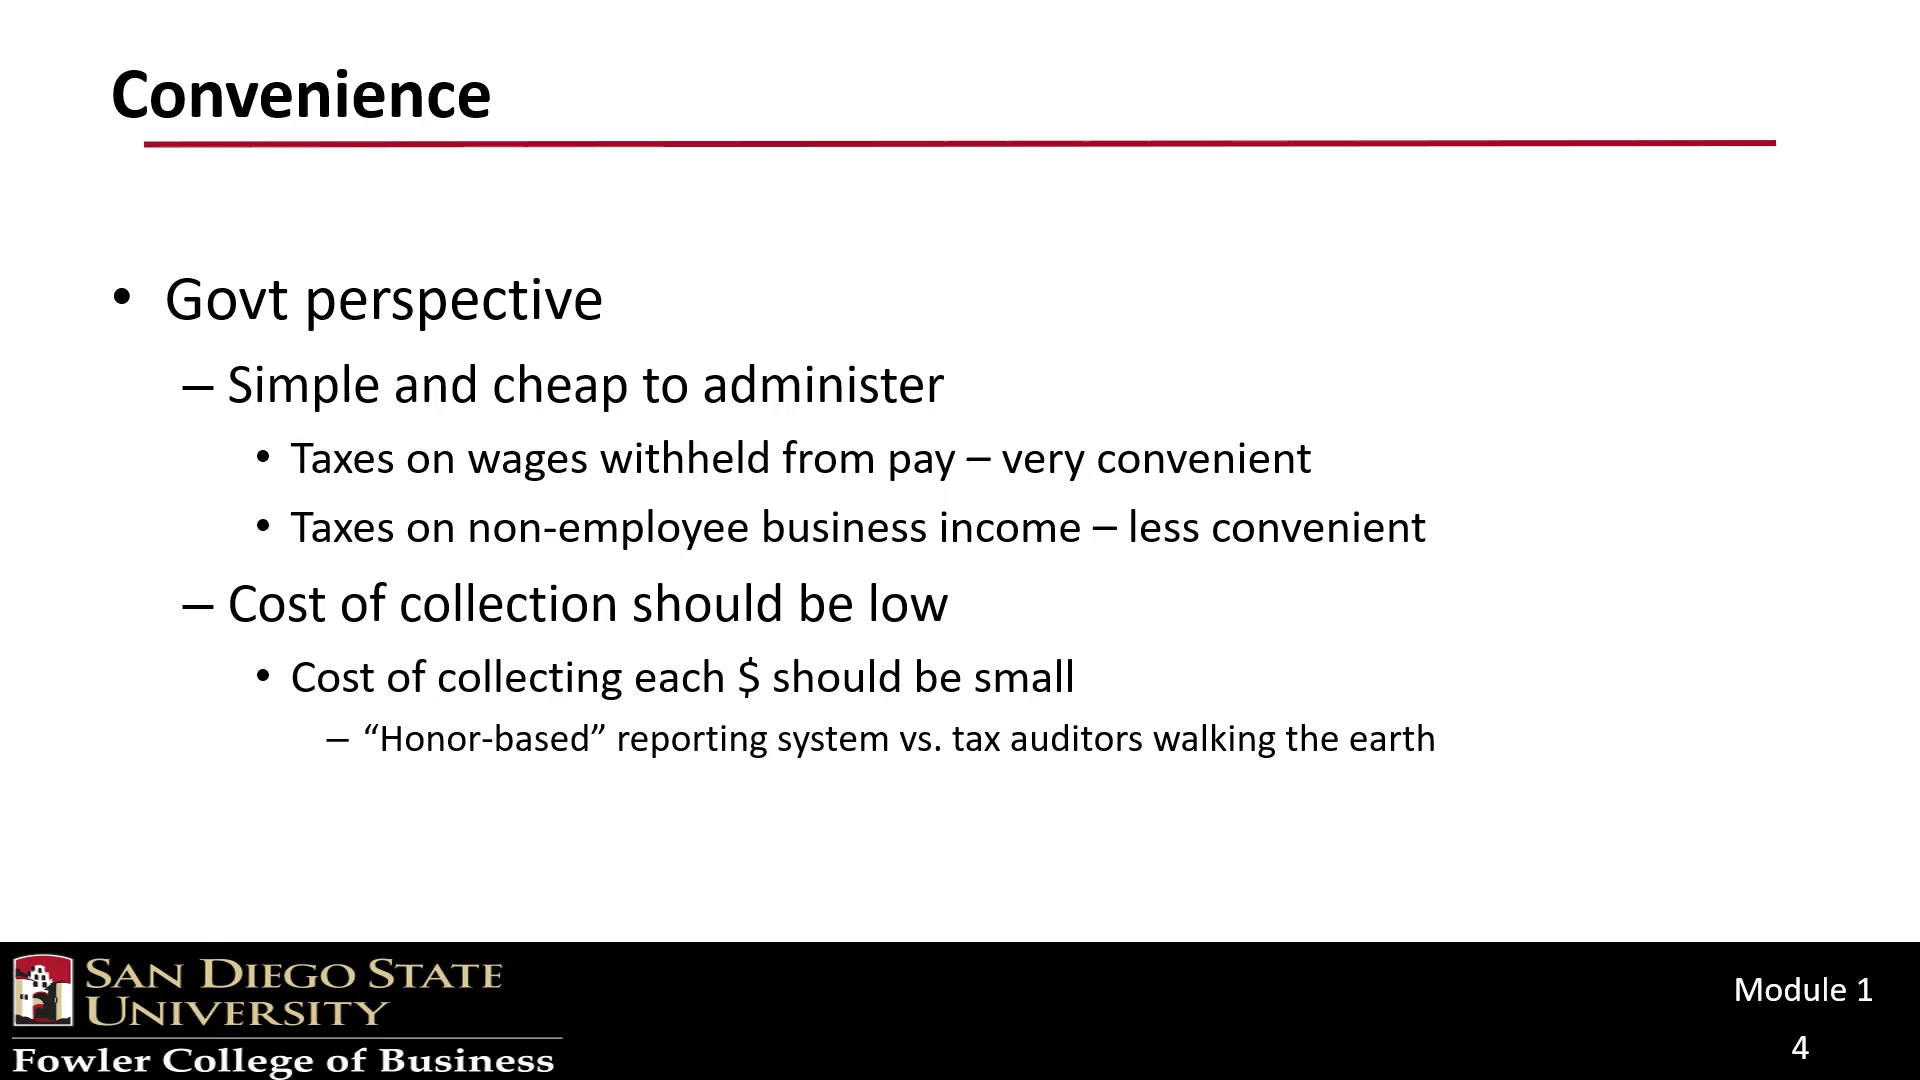 Convenience
• Govt perspective
– Simple and cheap to administer
• Taxes on wages withheld from pay – very convenient
• Taxes on non-employee business income – less convenient
– Cost of collection should be low
• Cost of collecting each $ should be small
– “Honor-based” reporting system vs. tax auditors walking the earth
SAN DIEGO STATE
UNIVERSITY
Fowler College of Business
Module 1
4